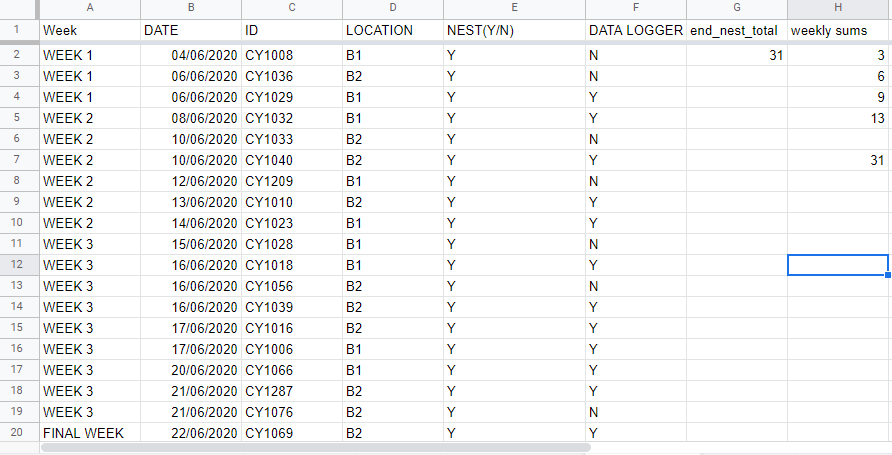 A B C D E F G H
1 Week DATE ID LOCATION NEST(Y/N) DATA LOGGER end_nest_total weekly sums
2 WEEK 1 04/06/2020 CY1008 B1 Y N 31 3
3 WEEK 1 06/06/2020 CY1036 B2 Y N 6
4 WEEK 1 06/06/2020 CY1029 B1 Y Y 9
5 WEEK 2 08/06/2020 CY1032 B1 Y Y 13
6 WEEK 2 10/06/2020 CY1033 B2 Y N
7 WEEK 2 10/06/2020 CY1040 B2 Y Y 31
8 WEEK 2 12/06/2020 CY1209 B1 Y N
9 WEEK 2 13/06/2020 CY1010 B2 Y Y
10 WEEK 2 14/06/2020 CY1023 B1 Y Y
11 WEEK 3 15/06/2020 CY1028 B1 Y N
12 WEEK 3 16/06/2020 CY1018 B1 Y Y
13 WEEK 3 16/06/2020 CY1056 B2 Y N
14 WEEK 3 16/06/2020 CY1039 B2 Y Y
15 WEEK 3 17/06/2020 CY1016 B2 Y Y
16 WEEK 3 17/06/2020 CY1006 B1 Y Y
17 WEEK 3 20/06/2020 CY1066 B1 Y Y
18 WEEK 3 21/06/2020 CY1287 B2 Y Y
19 WEEK 3 21/06/2020 CY1076 B2 Y N
20 FINAL WEEK 22/06/2020 CY1069 B2 Y Y